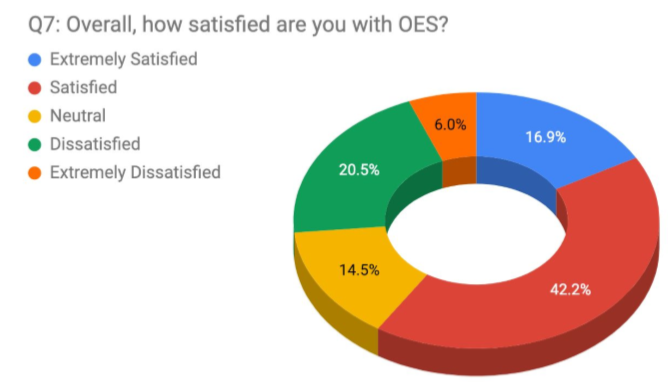 Q7: Overall, how satisfied are you with OES?
Extremely Satisfied
Satisfied
Neutral
Dissatisfied
Extremely Dissatisfied
6.0%
16.9%
20.5%
14.5%
42.2%